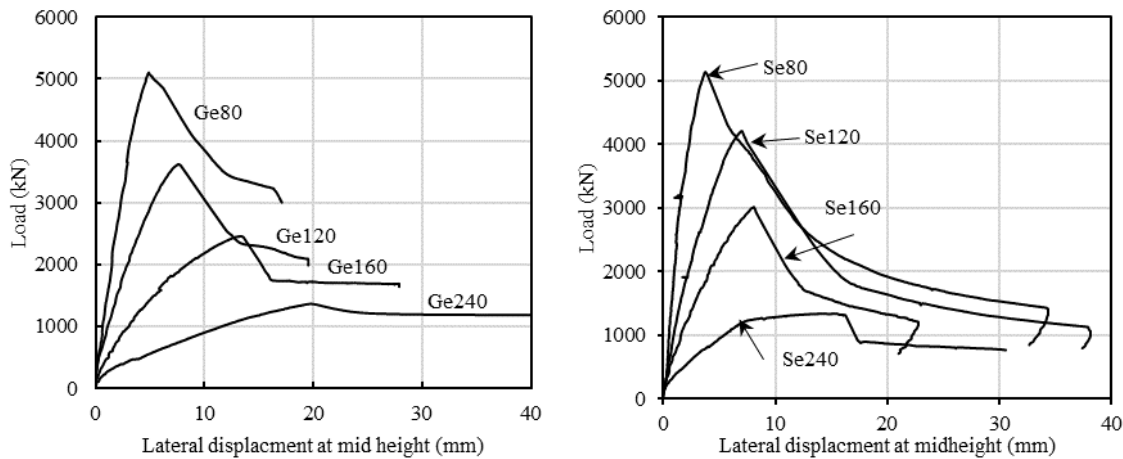 6000
5000
4000
3000
2000
1000
0
Load (kN)
Ge80
Ge120
Ge160
Ge240
0 10 20 30 40
Lateral displacment at mid height (mm)
6000
5000
4000
3000
2000
1000
0
Load (kN)
Se80
Se120
Se160
Se240
0 10 20 30 40
Lateral displacment at midheight (mm)